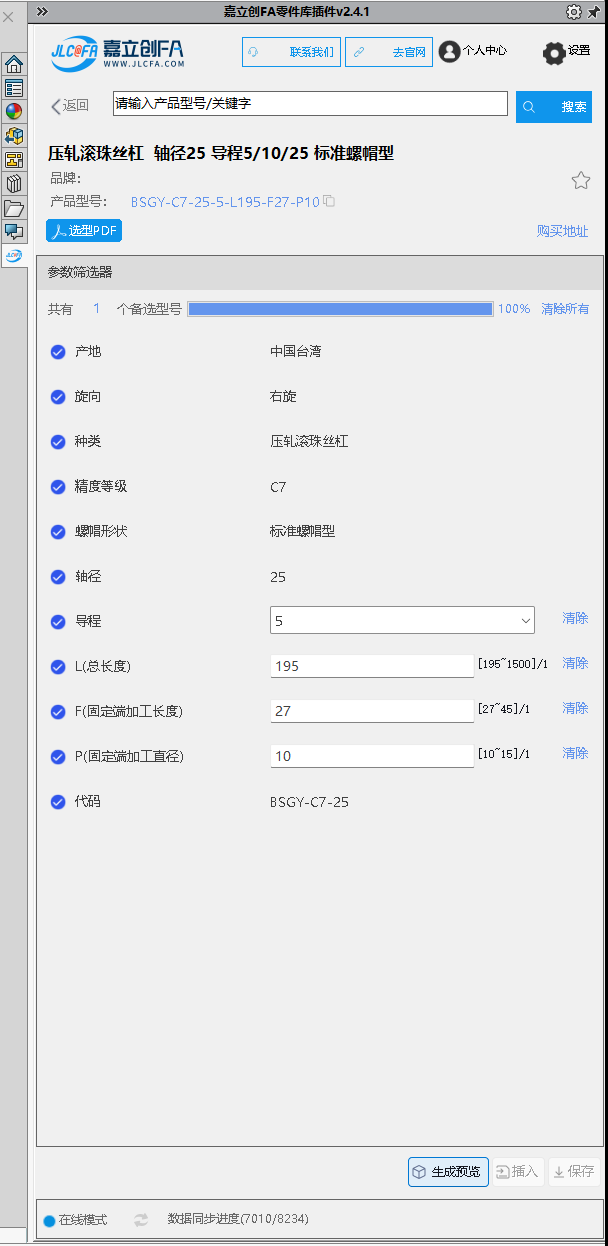 嘉立创FA零件库插件v2.4.1
JLC@FA 嘉立创FA
WWW.JLCFA.COM
联系我们 去官网 个人中心 设置
返回 请输入产品型号/关键字 搜索
压轧滚珠丝杠 轴径25 导程5/10/25 标准螺帽型
品牌:
产品型号: BSGY-C7-25-5-L195-F27-P10
选型PDF 购买地址
参数筛选器
共有 1 个备选型号 100% 清除所有
产地 中国台湾
旋向 右旋
种类 压轧滚珠丝杠
精度等级 C7
螺帽形状 标准螺帽型
轴径 25
导程 5 清除
L(总长度) 195 [195~1500]/1 清除
F(固定端加工长度) 27 [27~45]/1 清除
P(固定端加工直径) 10 [10~15]/1 清除
代码 BSGY-C7-25
生成预览 插入 保存
在线模式 数据同步进度(7010/8234)